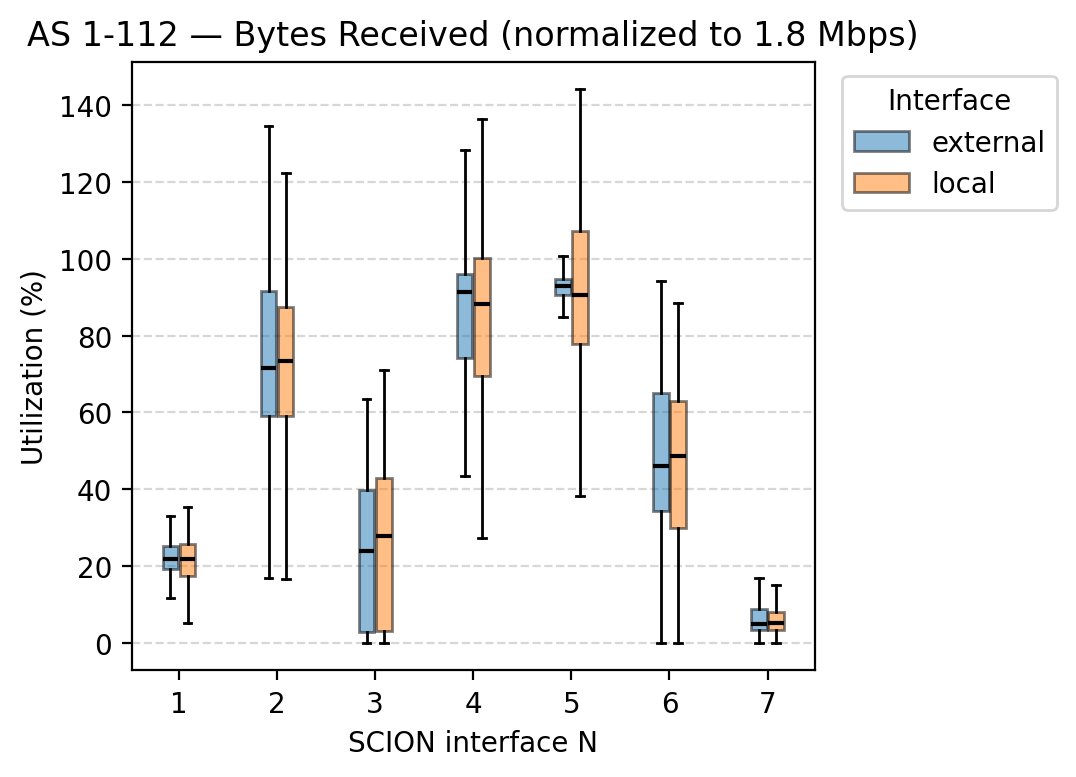 AS 1-112 — Bytes Received (normalized to 1.8 Mbps)
Interface
external
local
Utilization (%)
140
120
100
80
60
40
20
0
1 2 3 4 5 6 7
SCION interface N